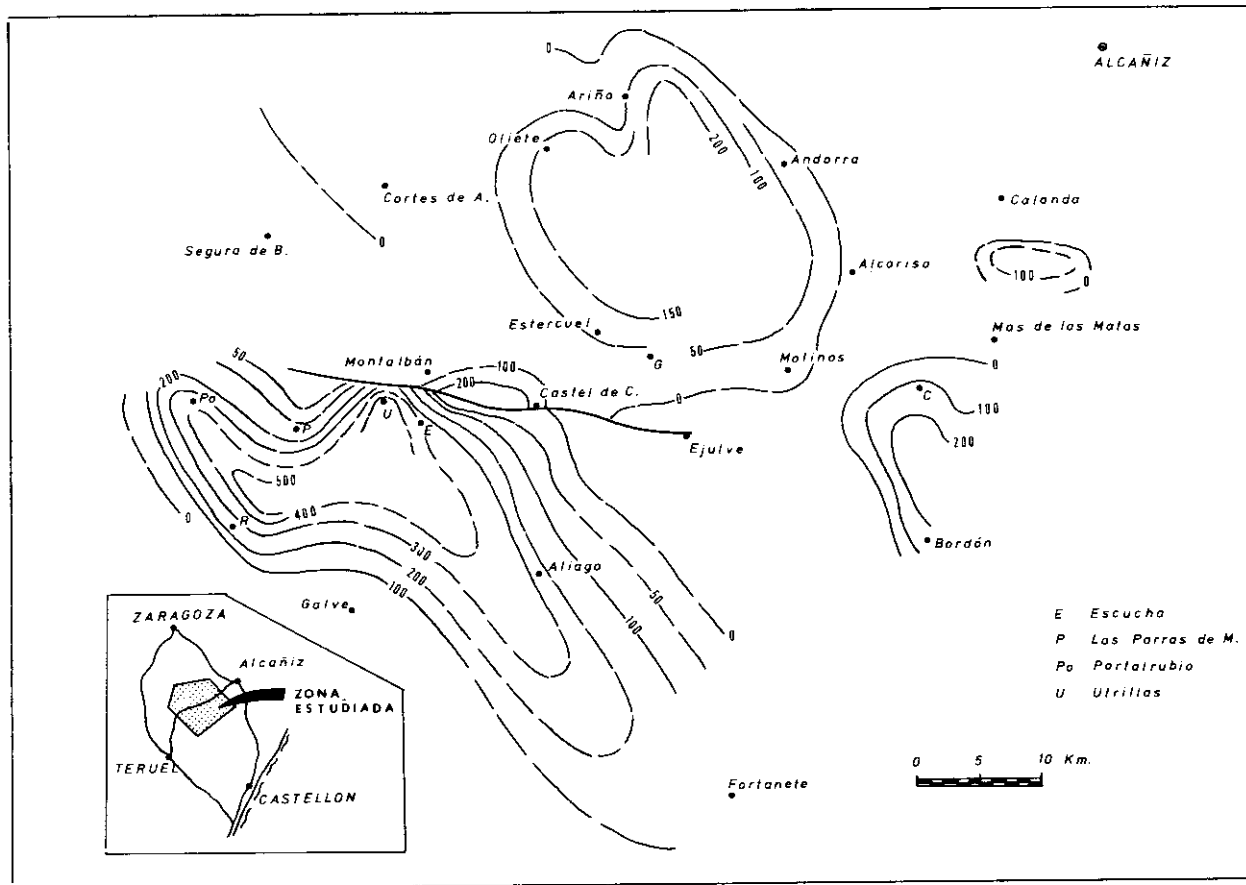 0
ALCAÑIZ
Ariño
200
Oliete
100
Andorra
Cortes de A.
Calanda
0
Segura de B.
Alcorisa
100
0
150
Estercuel
Mas de las Matas
50
G
Molinos
Montalbán
100
0
50
200
200
Castel de C.
C
Po
0
100
U
P
E
Ejulve
200
500
0
R
400
Bordón
300
Aliaga
200
100
50
Galve
100
0
E Escucha
P Las Parras de M.
Po Portalrubio
U Utrillas
ZARAGOZA
Alcañiz
ZONA
ESTUDIADA
TERUEL
CASTELLON
0 5 10 Km.
Fortanete